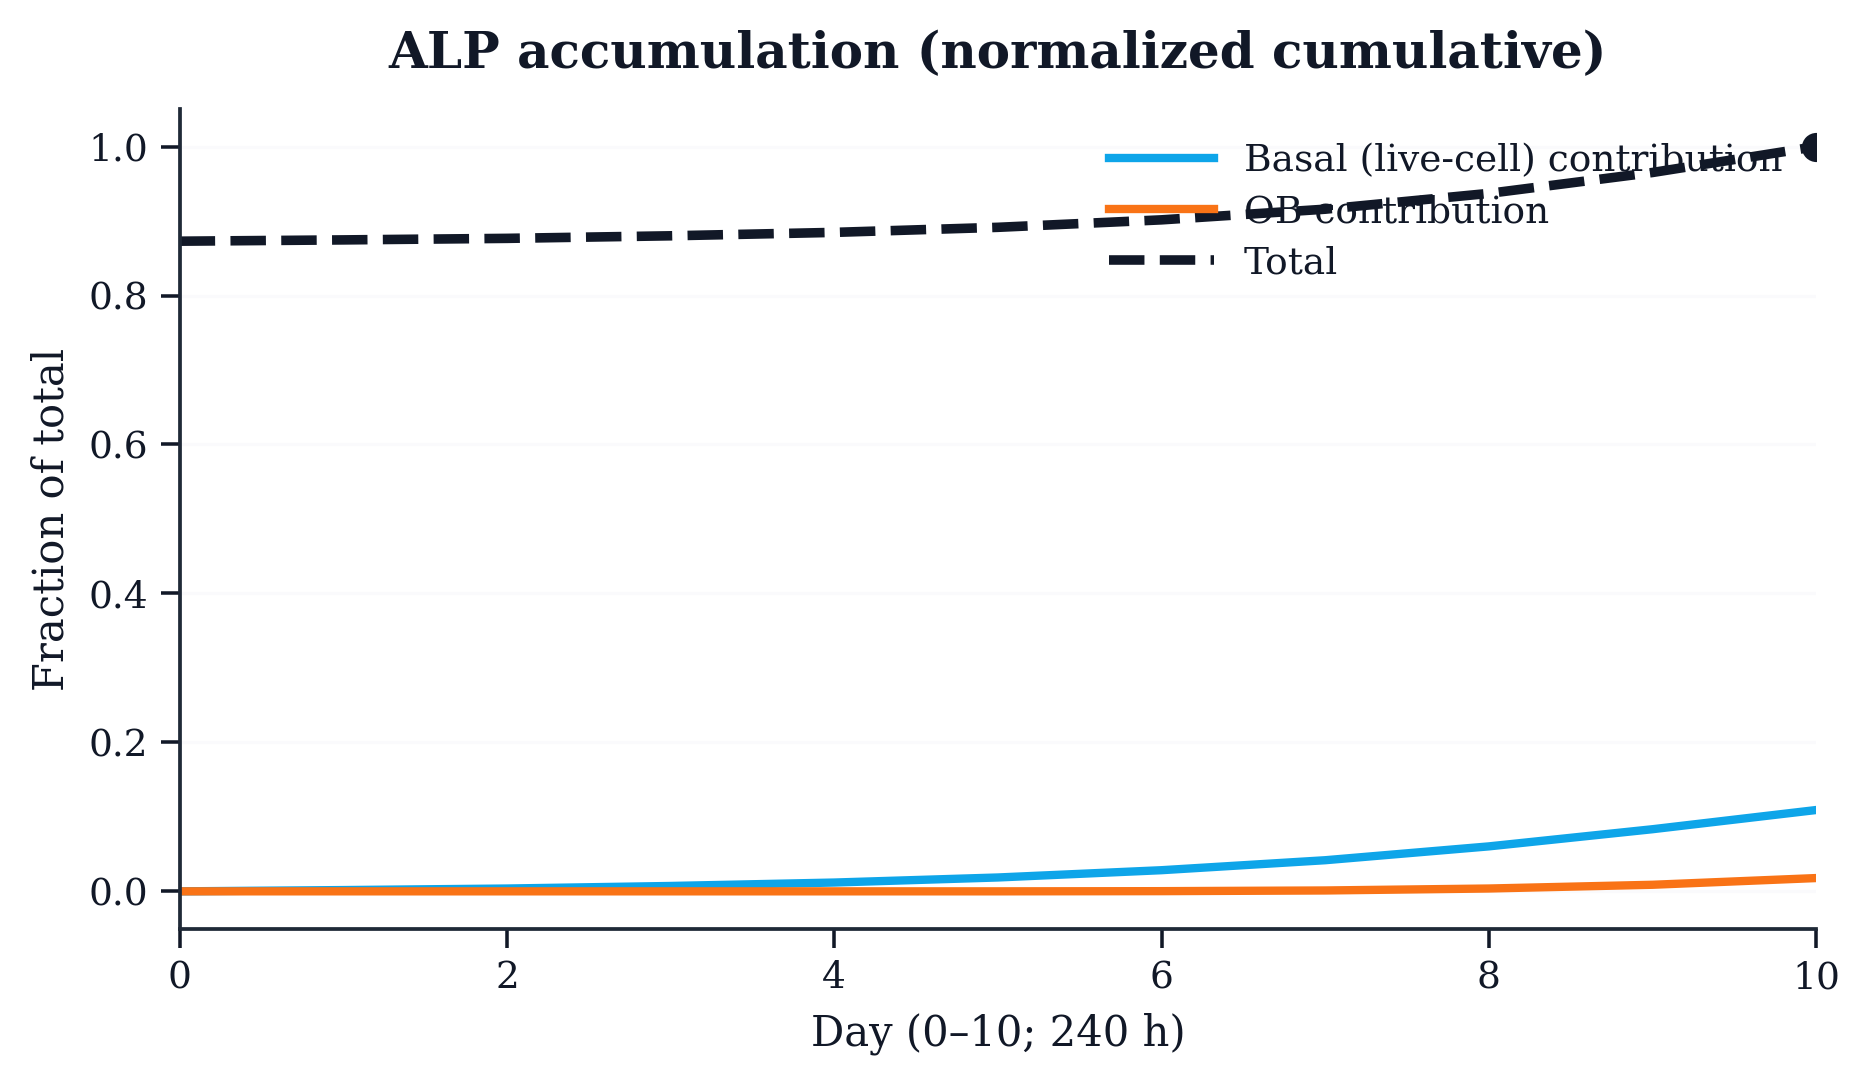 ALP accumulation (normalized cumulative)
Fraction of total
1.0
0.8
0.6
0.4
0.2
0.0
Basal (live-cell) contribution
OB contribution
Total
0 2 4 6 8 10
Day (0–10; 240 h)